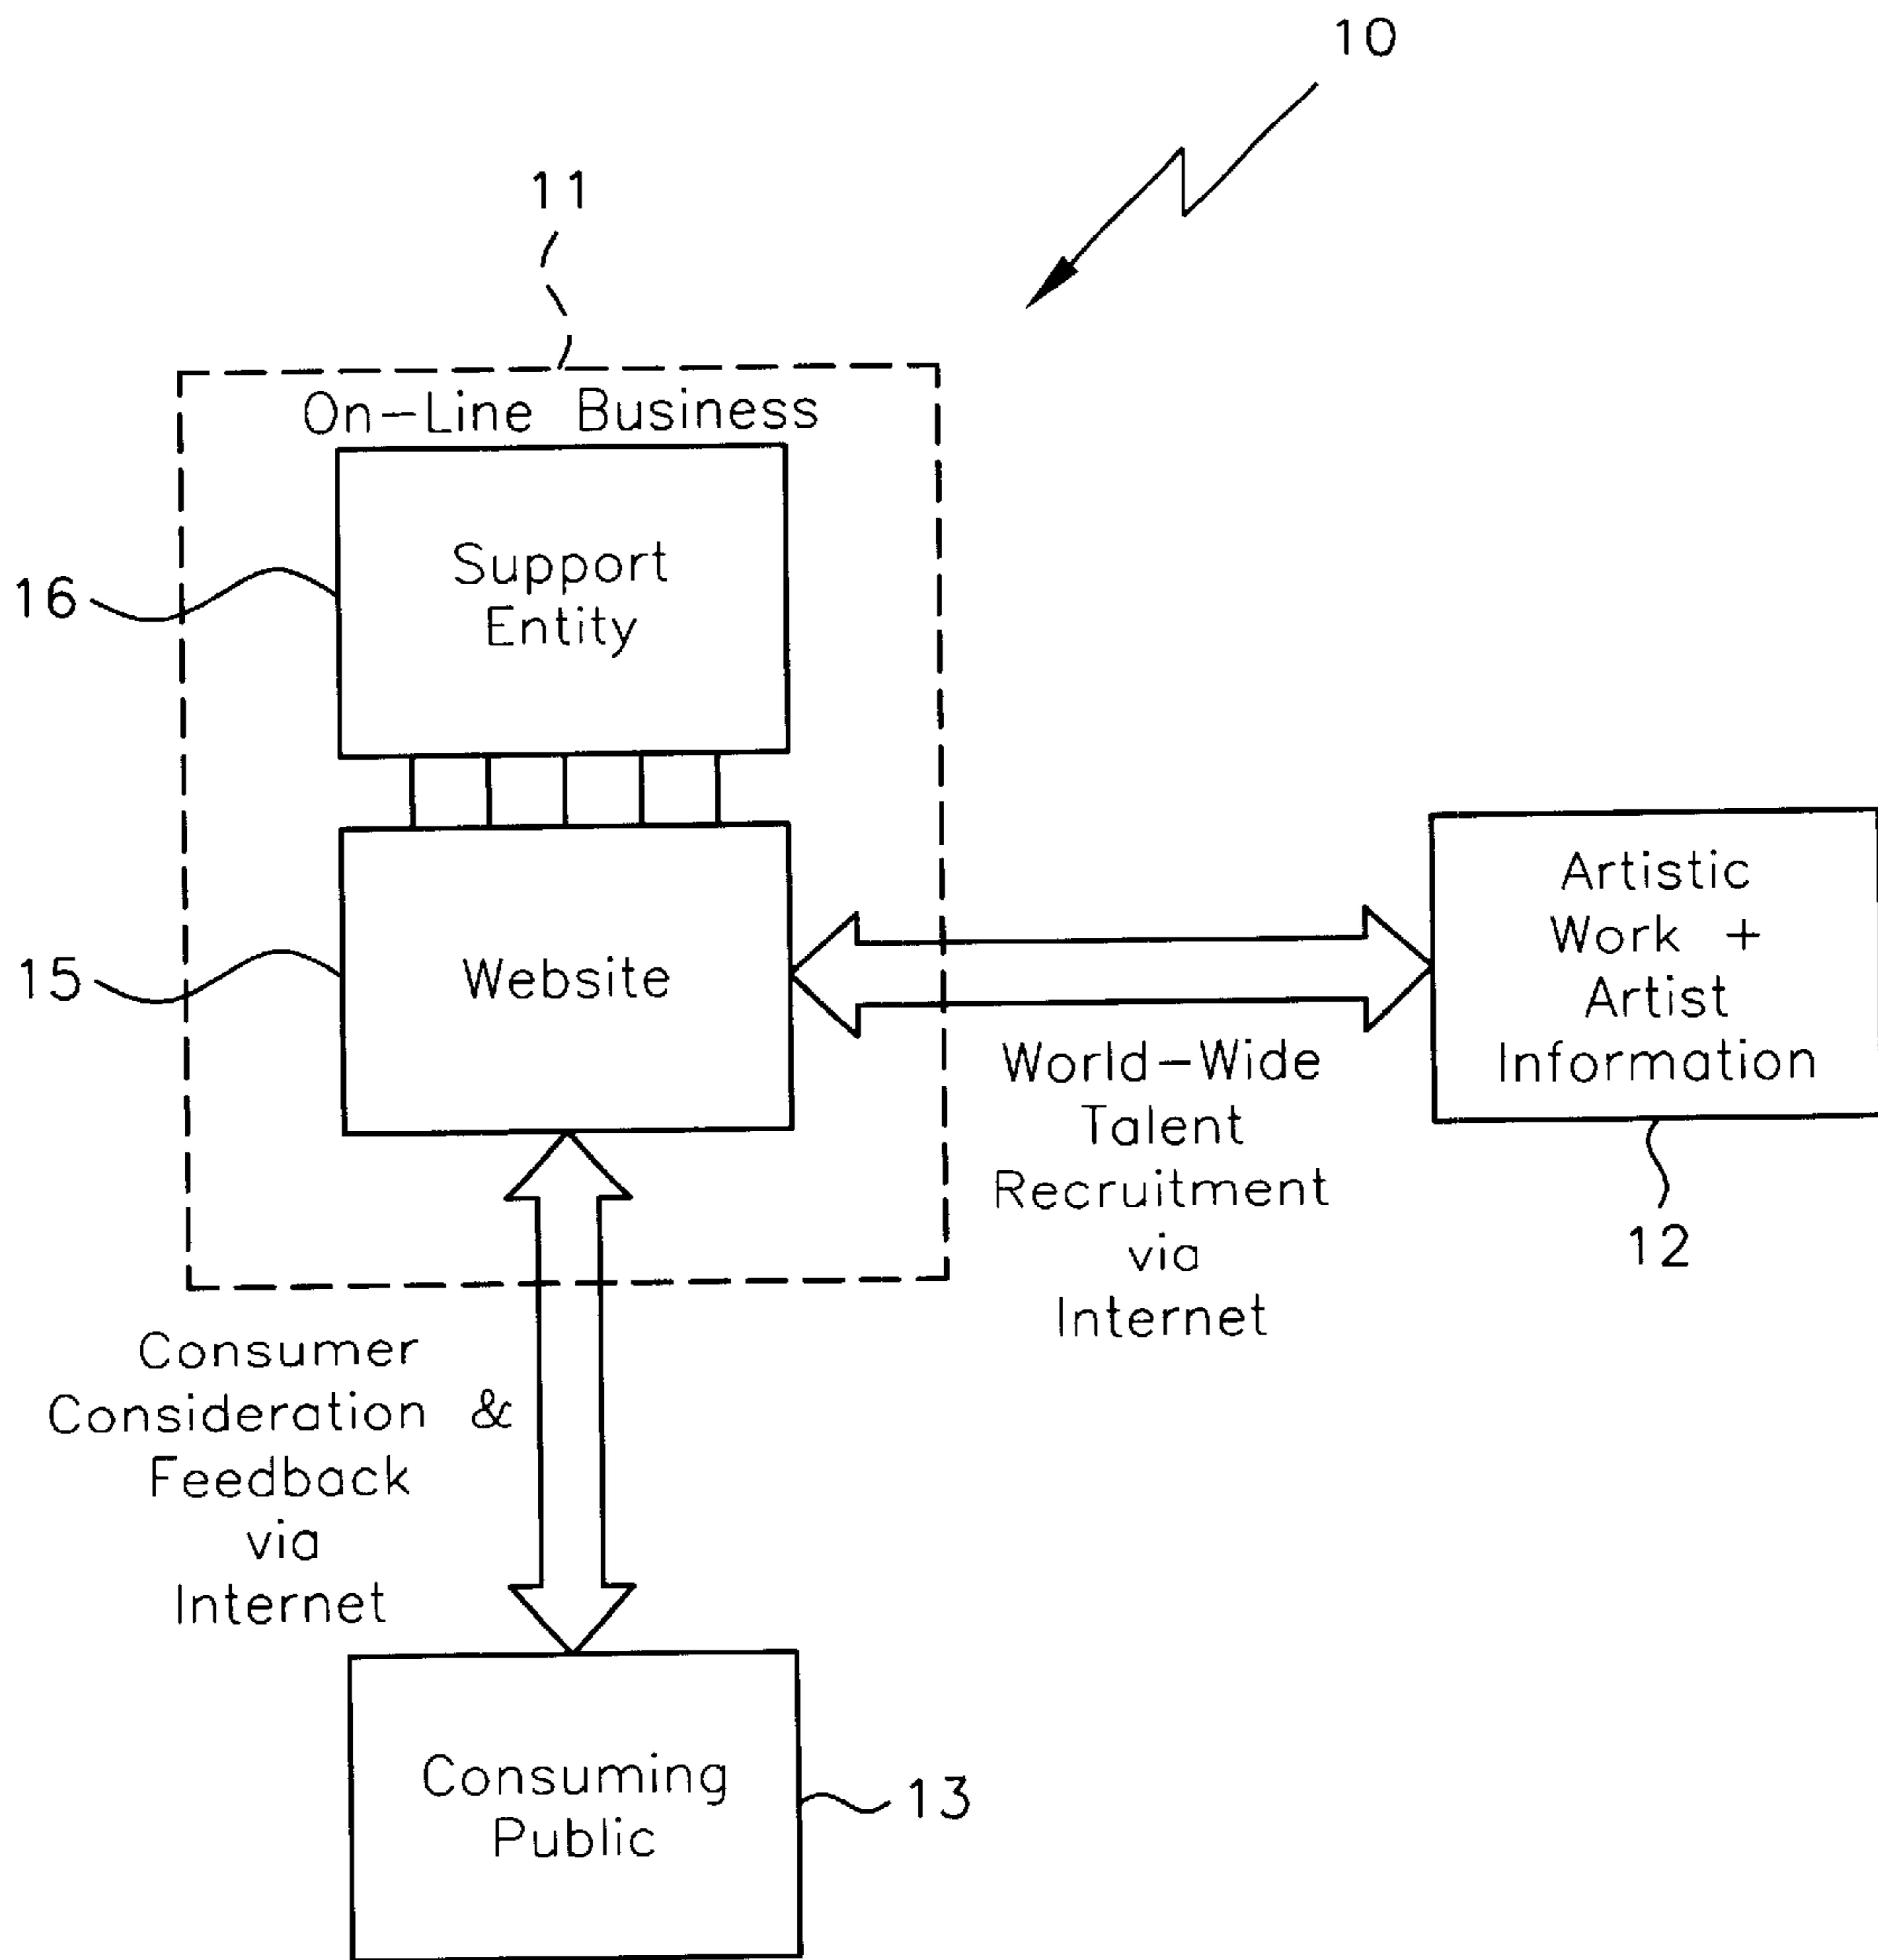 10
11
On-Line Business
Support
Entity
16
Website
15
Artistic
Work +
Artist
Information
12
World-Wide
Talent
Recruitment
via
Internet
Consumer
Consideration &
Feedback
via
Internet
Consuming
Public
13